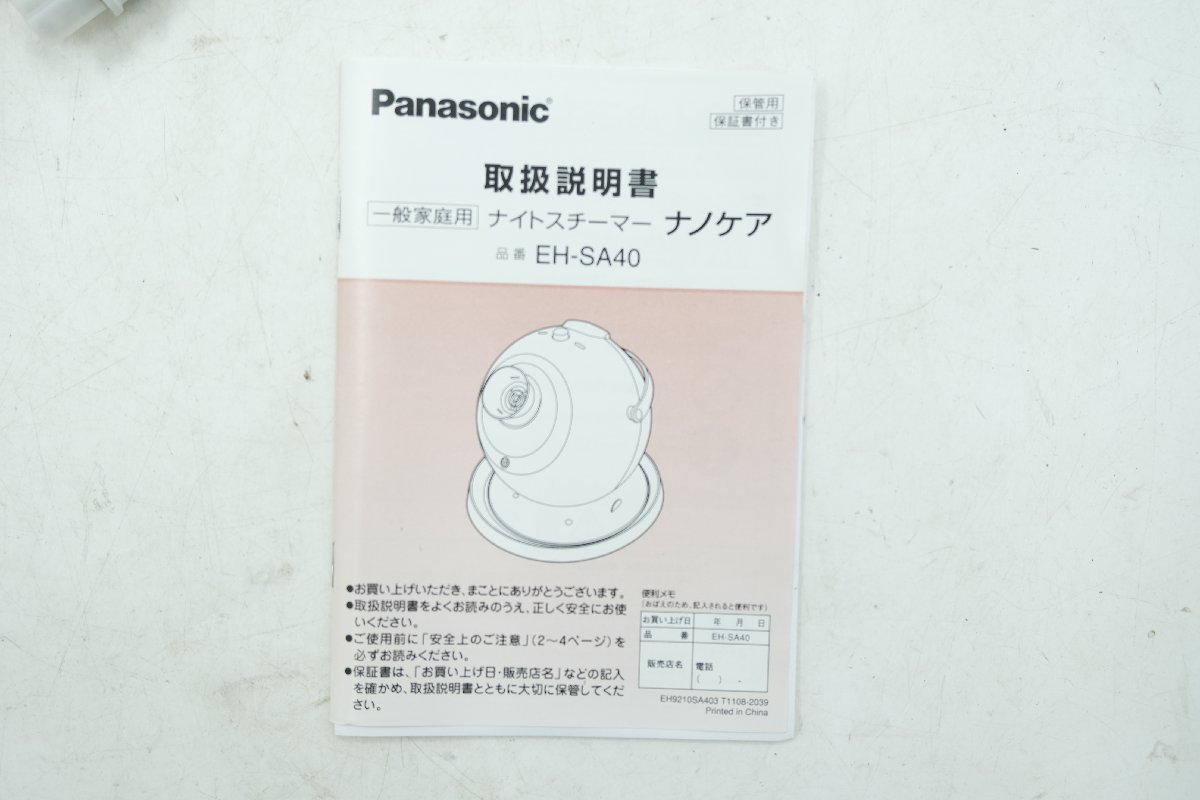 Panasonic®
保管用
保証書付き
取扱説明書
一般家庭用 ナイトスチーマー ナノケア
品番 EH-SA40
●お買い上げいただき、まことにありがとうございます。
●取扱説明書をよくお読みのうえ、正しく安全にお使
いください。
●ご使用前に「安全上のご注意」(2〜4ページ)を
必ずお読みください。
●保証書は、「お買い上げ日・販売店名」などの記入
を確かめ、取扱説明書とともに大切に保管してくだ
さい。
便利メモ
(おぼえのため、記入されると便利です)
お買い上げ日 年 月 日
品番 EH-SA40
販売店名 電話
( ) -
EH9210SA403 T1108-2039
Printed in China